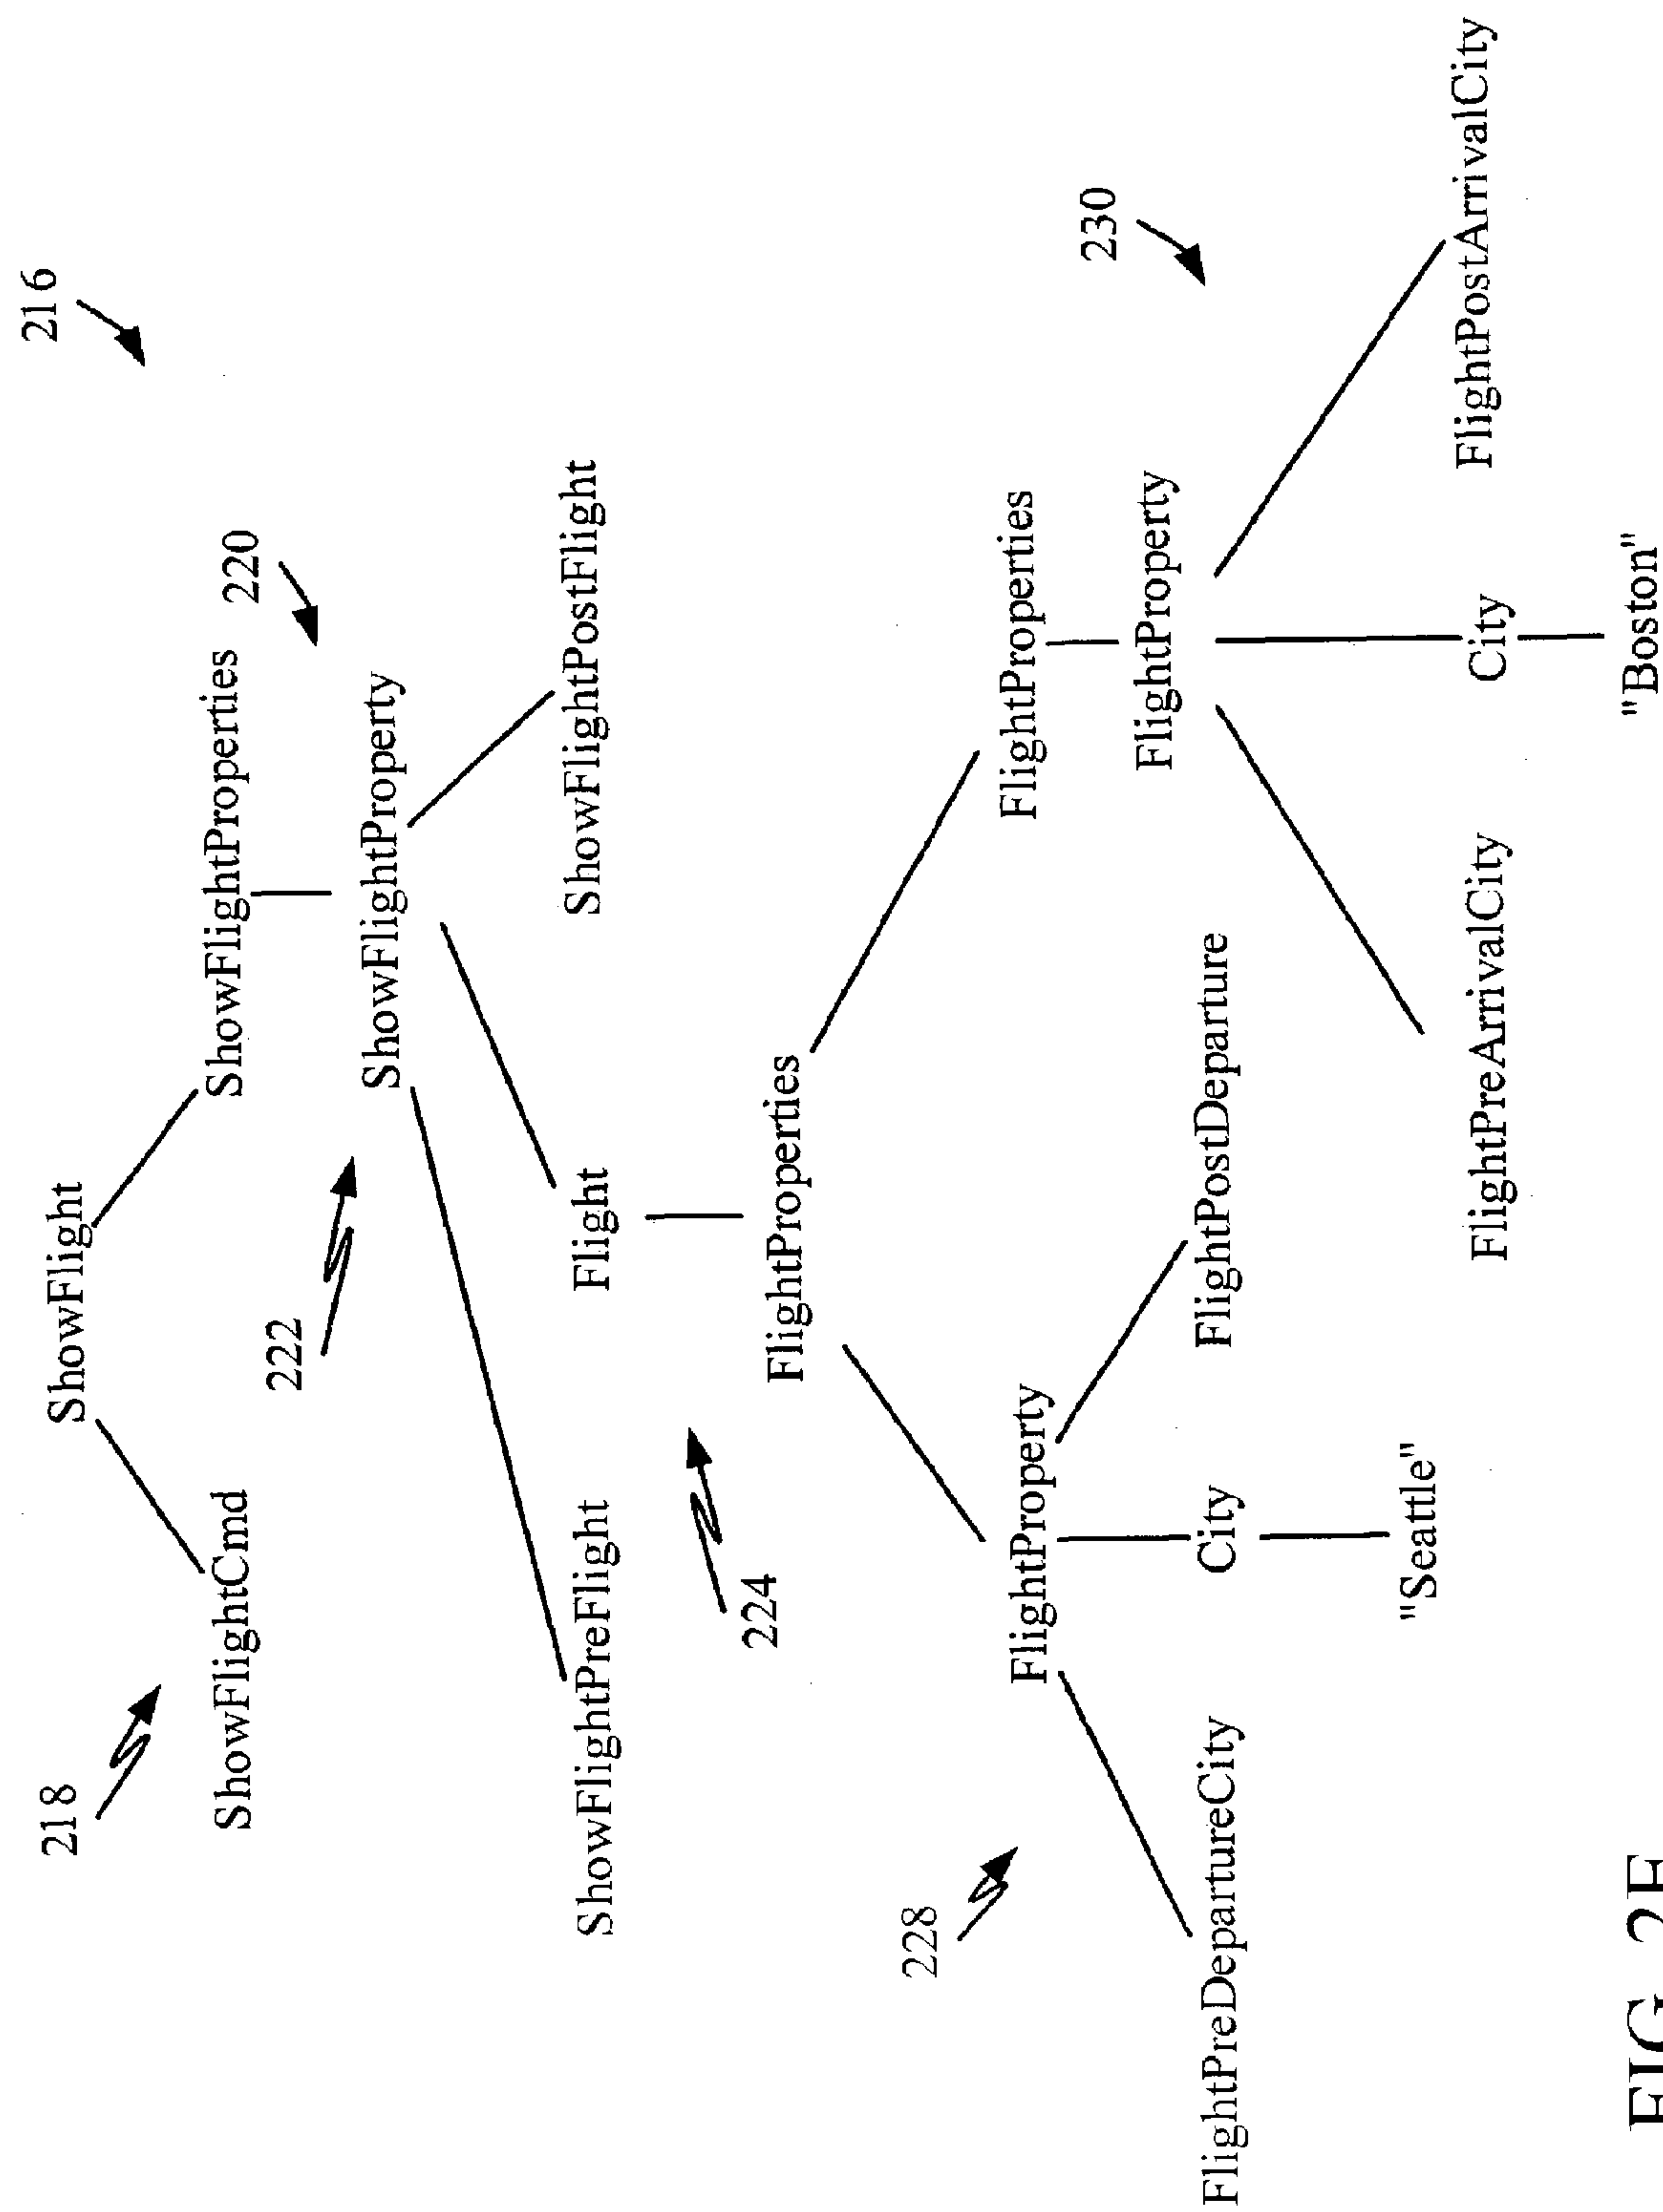 216
218
ShowFlight
ShowFlightCmd
ShowFlightProperties
220
222
ShowFlightProperty
ShowFlightPreFlight
Flight
ShowFlightPostFlight
224
FlightProperties
228
FlightProperty
FlightProperties
230
FlightPreDepartureCity
City
FlightPostDeparture
FlightProperty
"Seattle"
FlightPreArrivalCity
City
FlightPostArrivalCity
"Boston"
FIG 2